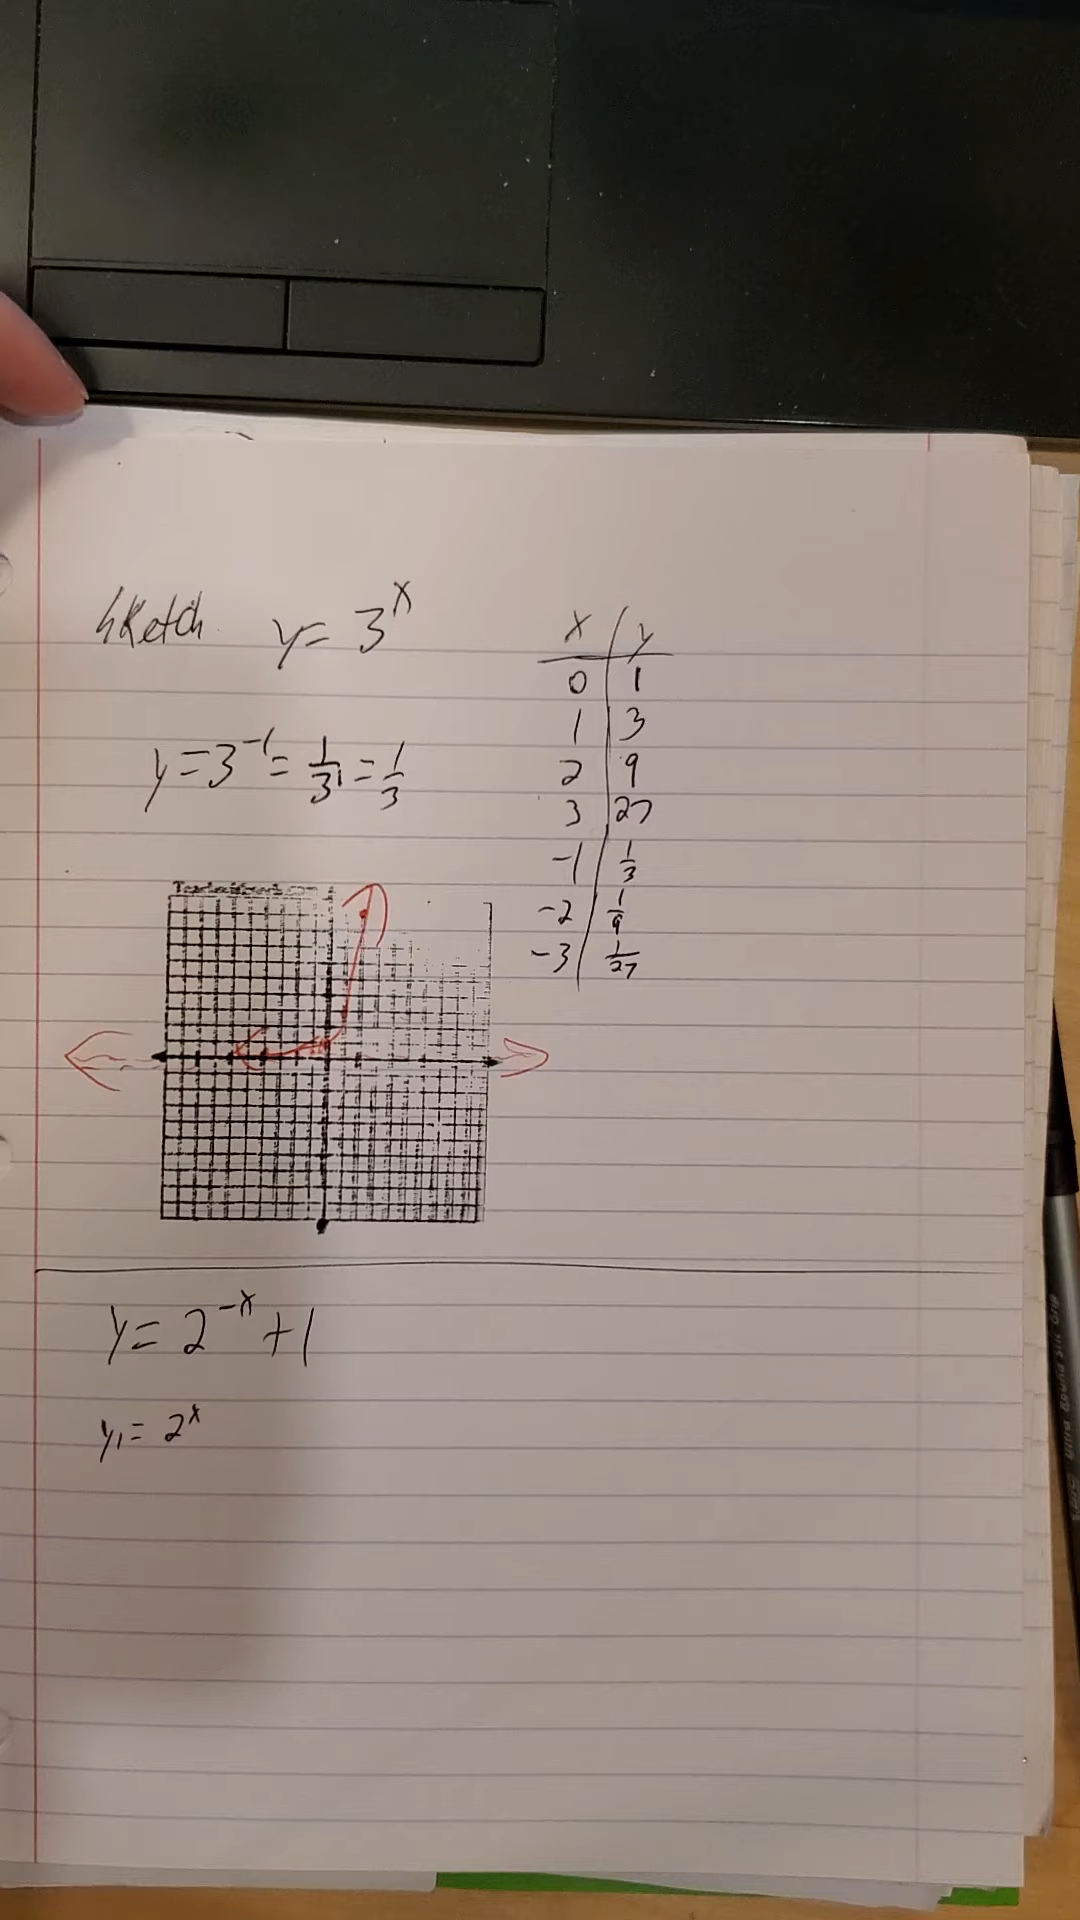 Sketch y = 3^x
y = 3^-1 = 1/3^1 = 1/3
x | y
0 | 1
1 | 3
2 | 9
3 | 27
-1 | 1/3
-2 | 1/9
-3 | 1/27
y = 2^-x + 1
y1 = 2^x